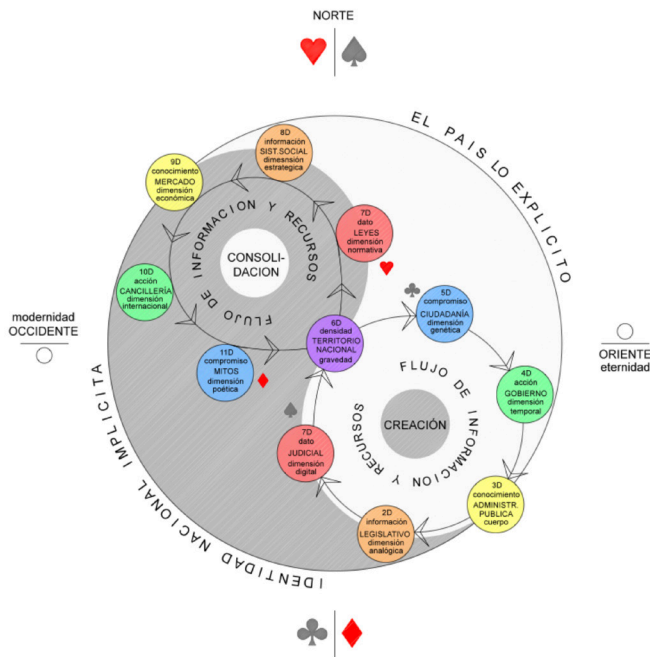 NORTE
EL PAIS LO EXPLICITO
8D
información
SIST.SOCIAL
dimesnsión
estrategica
9D
conocimiento
MERCADO
dimensión
económica
7D
dato
LEYES
dimensión
normativa
FLUJO DE INFORMACION Y RECURSOS
CONSOLI-
DACION
10D
acción
CANCILLERÍA
dimensión
internacional
5D
compromiso
CIUDADANÍA
dimensión
genética
modernidad
OCCIDENTE
6D
densidad
TERRITORIO
NACIONAL
gravedad
ORIENTE
eternidad
11D
compromiso
MITOS
dimensión
poética
4D
acción
GOBIERNO
dimensión
temporal
FLUJO DE INFORMACION Y RECURSOS
CREACIÓN
7D
dato
JUDICIAL
dimensión
digital
3D
conocimiento
ADMINISTR.
PUBLICA
cuerpo
2D
información
LEGISLATIVO
dimensión
analógica
IDENTIDAD NACIONAL IMPLICITA